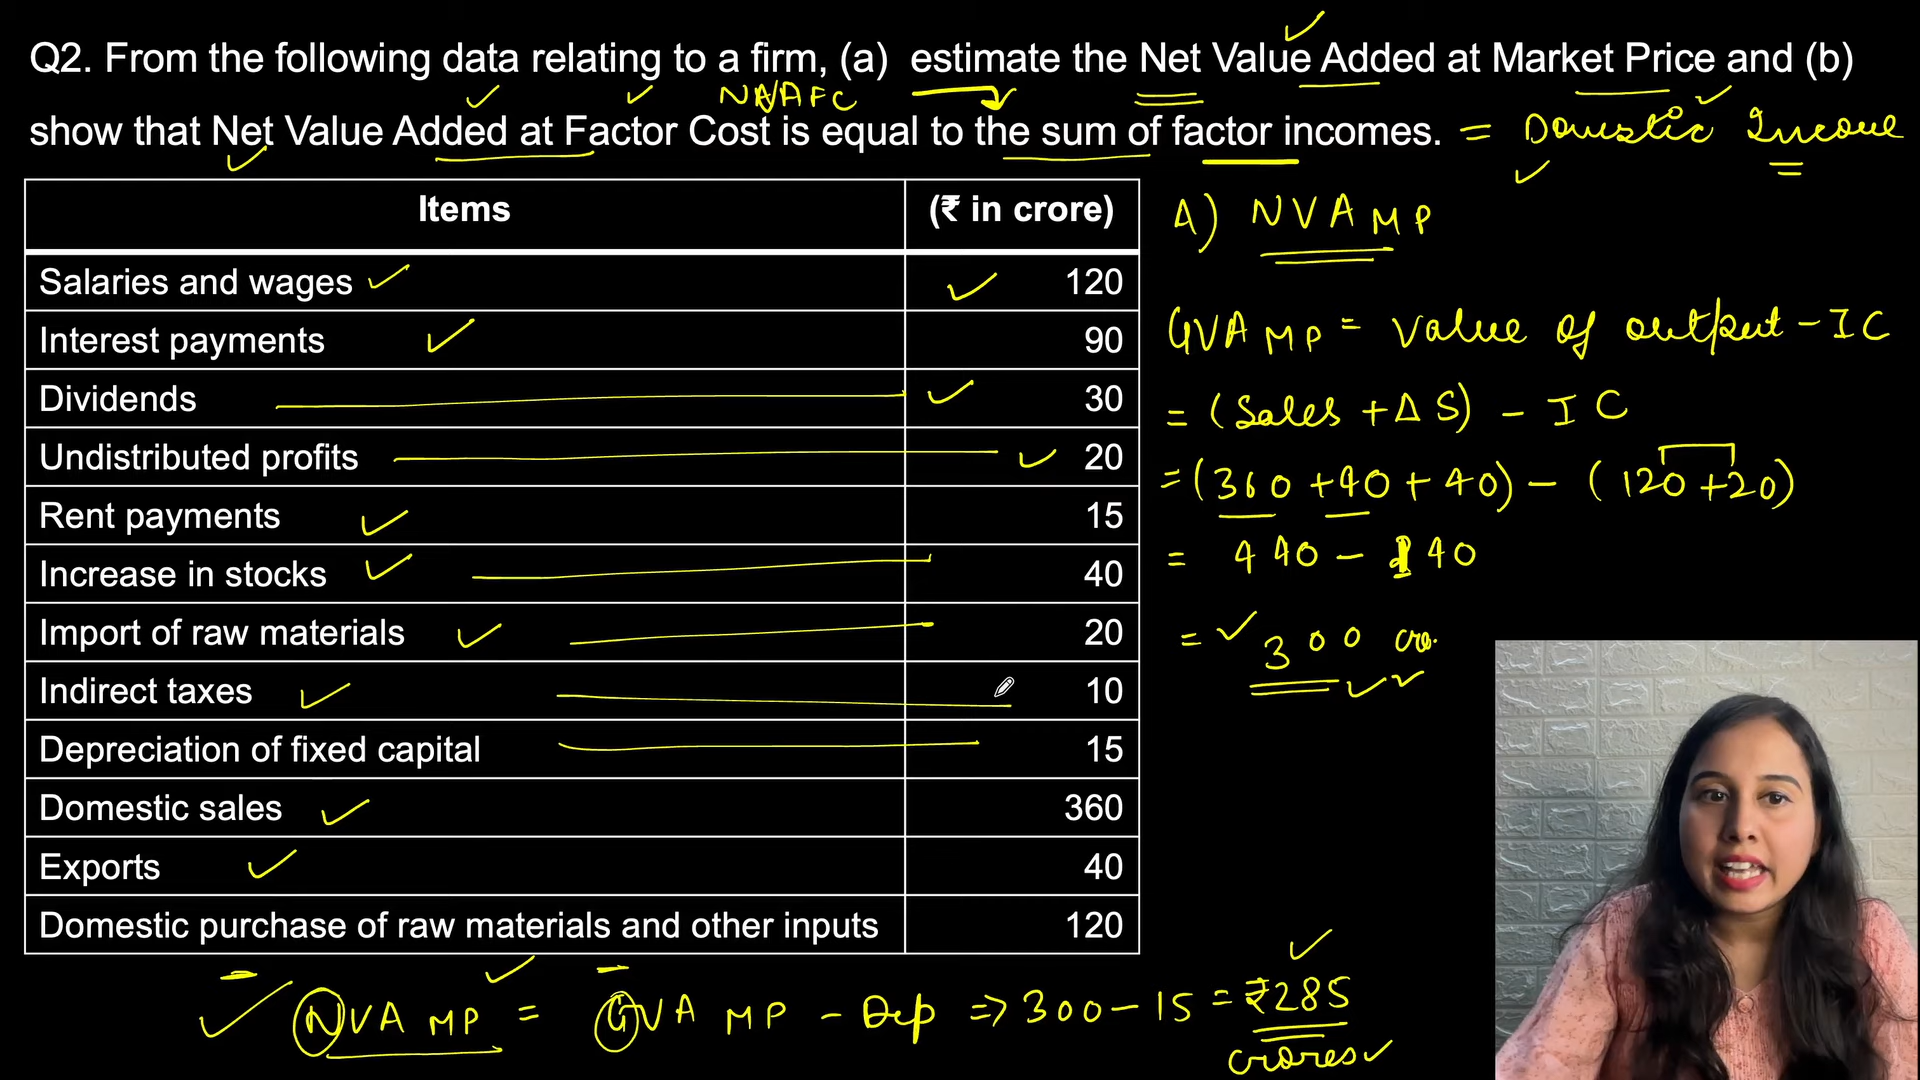 Q2. From the following data relating to a firm, (a) estimate the Net Value Added at Market Price and (b)
NVAFC
show that Net Value Added at Factor Cost is equal to the sum of factor incomes. = Domestic Income
Items (₹ in crore)
Salaries and wages 120
Interest payments 90
Dividends 30
Undistributed profits 20
Rent payments 15
Increase in stocks 40
Import of raw materials 20
Indirect taxes 10
Depreciation of fixed capital 15
Domestic sales 360
Exports 40
Domestic purchase of raw materials and other inputs 120
A) NVA MP
GVA MP = Value of output - IC
= (Sales + Δ S) - IC
= (360 + 40 + 40) - (120 + 20)
= 440 - 140
= 300 cro.
NVA MP = GVA MP - Dep => 300 - 15 = ₹285
crores